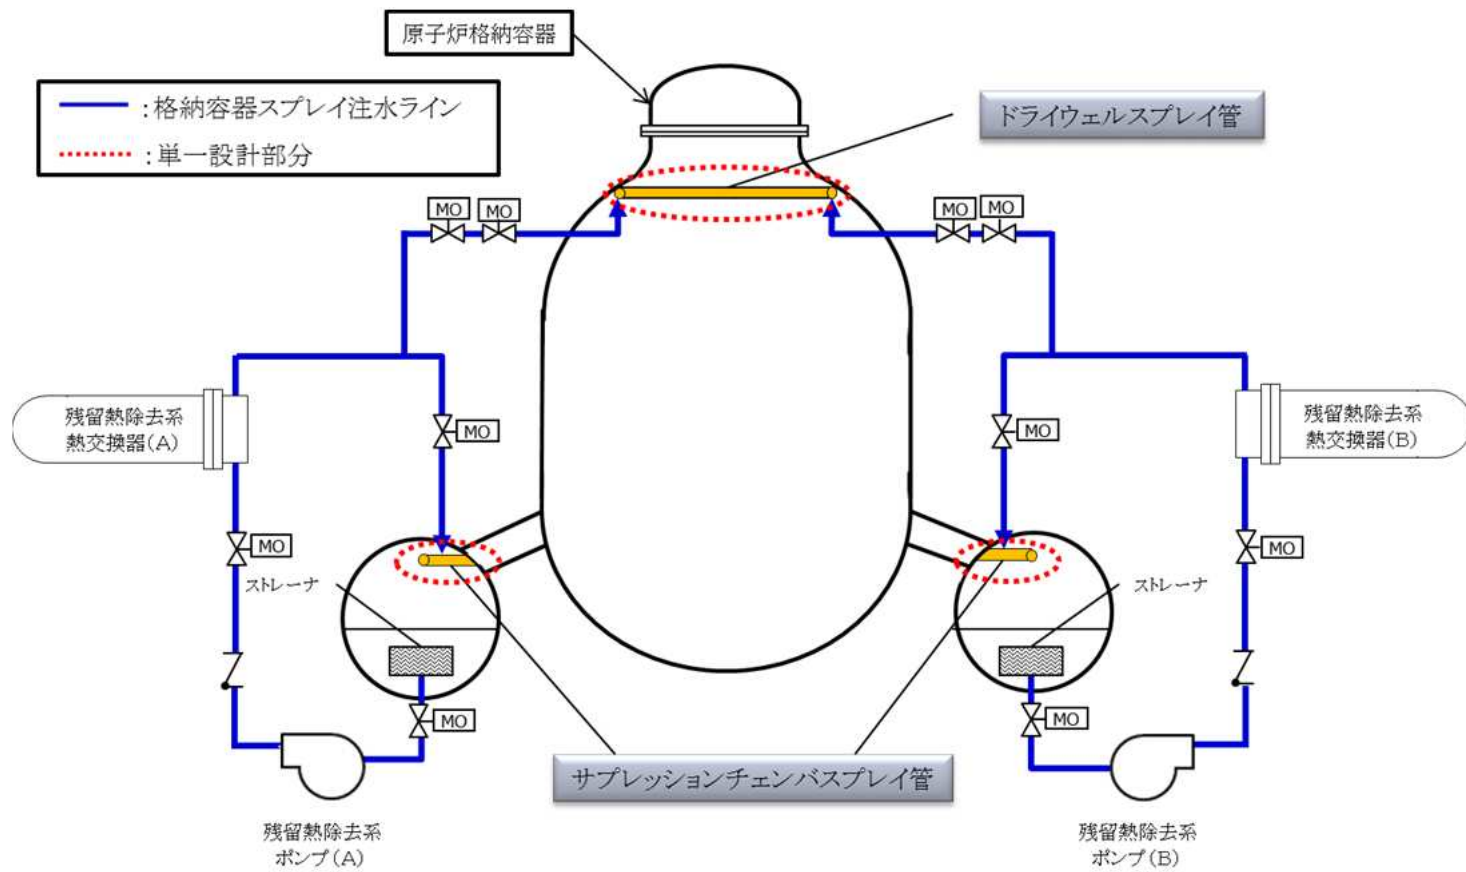 原子炉格納容器
:格納容器スプレイ注水ライン
:単一設計部分
ドライウェルスプレイ管
MO
MO
MO
MO
残留熱除去系
熱交換器(A)
MO
MO
残留熱除去系
熱交換器(B)
MO
MO
ストレーナ
ストレーナ
MO
MO
サプレッションチェンバスプレイ管
残留熱除去系
ポンプ(A)
残留熱除去系
ポンプ(B)